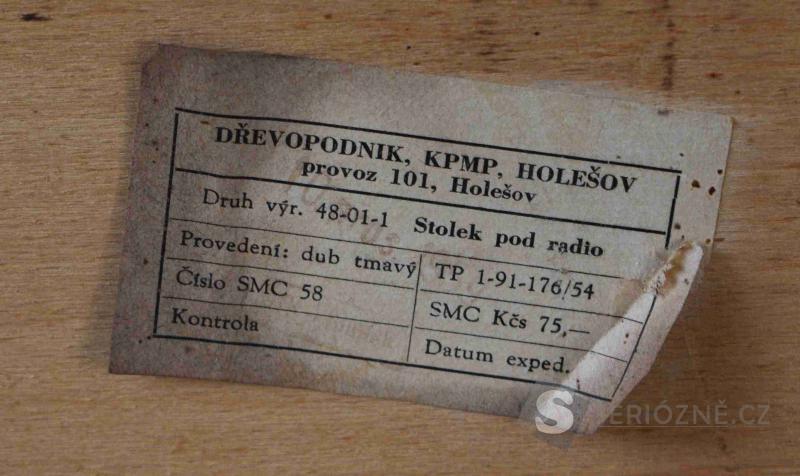 DŘEVOPODNIK, KPMP, HOLEŠOV
provoz 101, Holešov
Druh výr. 48-01-1 Stolek pod radio
Provedení: dub tmavý
TP 1-91-176/54
Číslo SMC 58
SMC Kčs 75,—
Kontrola
Datum exped.
SERIÓZNĚ.CZ